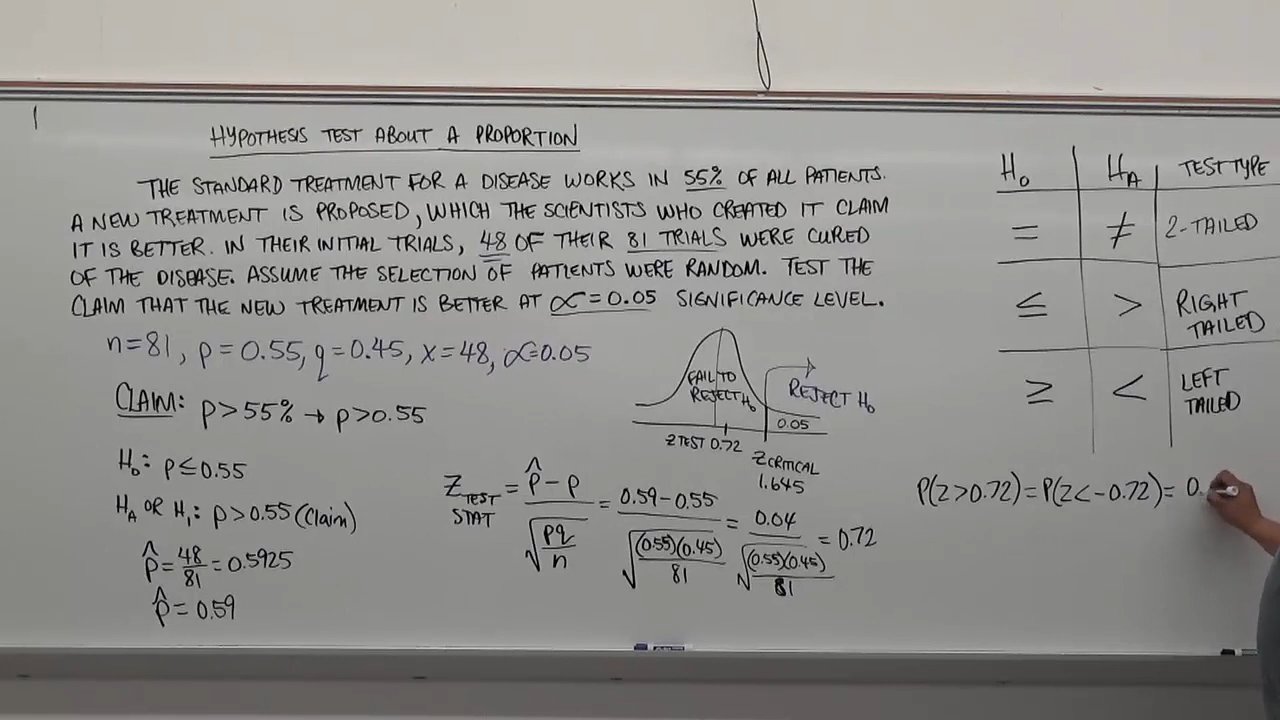 HYPOTHESIS TEST ABOUT A PROPORTION
THE STANDARD TREATMENT FOR A DISEASE WORKS IN 55% OF ALL PATIENTS.
A NEW TREATMENT IS PROPOSED, WHICH THE SCIENTISTS WHO CREATED IT CLAIM
IT IS BETTER. IN THEIR INITIAL TRIALS, 48 OF THEIR 81 TRIALS WERE CURED
OF THE DISEASE. ASSUME THE SELECTION OF PATIENTS WERE RANDOM. TEST THE
CLAIM THAT THE NEW TREATMENT IS BETTER AT α=0.05 SIGNIFICANCE LEVEL.
n=81, p=0.55, q=0.45, x=48, α=0.05
CLAIM: p>55% → p>0.55
H₀: p≤0.55
H_A OR H₁: p>0.55 (Claim)
p̂ = 48/81 = 0.5925
p̂ = 0.59
FAIL TO
REJECT H₀
REJECT H₀
0.05
Z TEST 0.72
Z CRITICAL
1.645
Z TEST STAT = (p̂ - p)/√(pq/n) = (0.59 - 0.55)/√((0.55)(0.45)/81) = 0.04/√((0.55)(0.45)/81) = 0.72
H₀ H_A TEST TYPE
= ≠ 2-TAILED
≤ > RIGHT
TAILED
≥ < LEFT
TAILED
P(Z>0.72)=P(Z<-0.72)= 0.